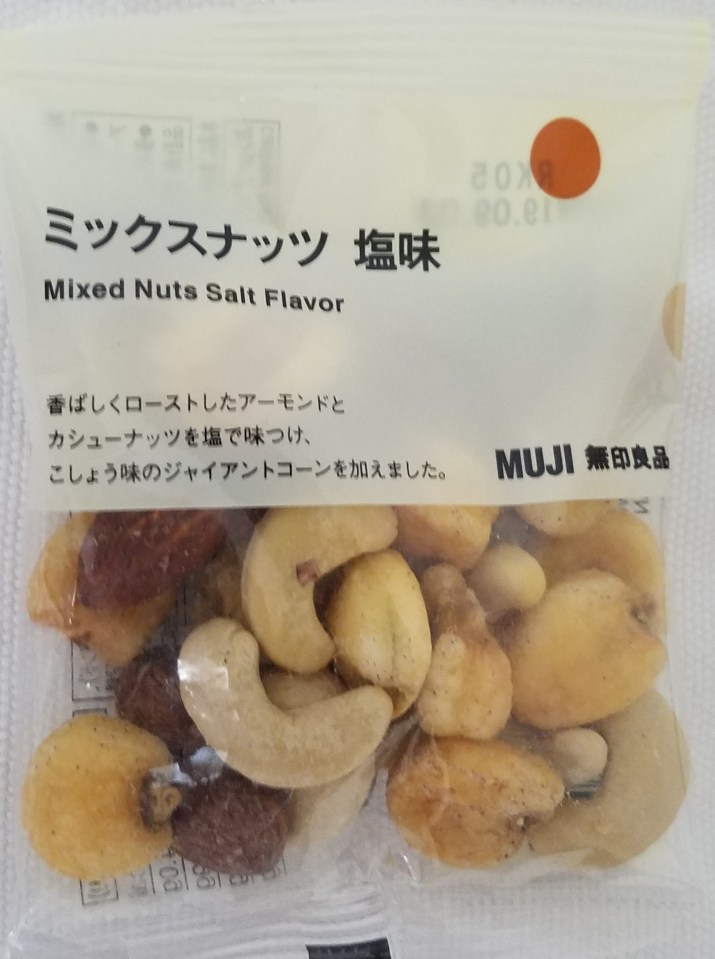 ミックスナッツ 塩味
Mixed Nuts Salt Flavor
香ばしくローストしたアーモンドと
カシューナッツを塩で味つけ、
こしょう味のジャイアントコーンを加えました。
MUJI 無印良品
RK05
19.09